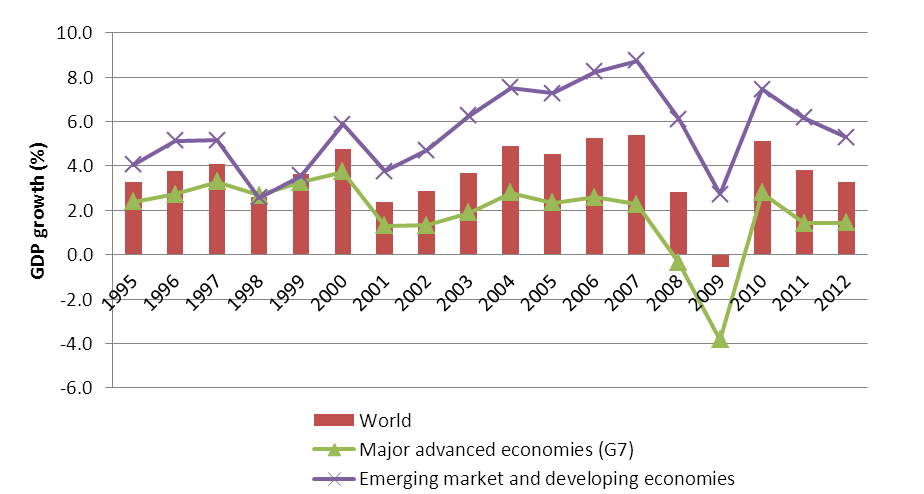 10.0
8.0
6.0
4.0
2.0
0.0
-2.0
-4.0
-6.0
GDP growth (%)
1995 1996 1997 1998 1999 2000 2001 2002 2003 2004 2005 2006 2007 2008 2009 2010 2011 2012
World
Major advanced economies (G7)
Emerging market and developing economies